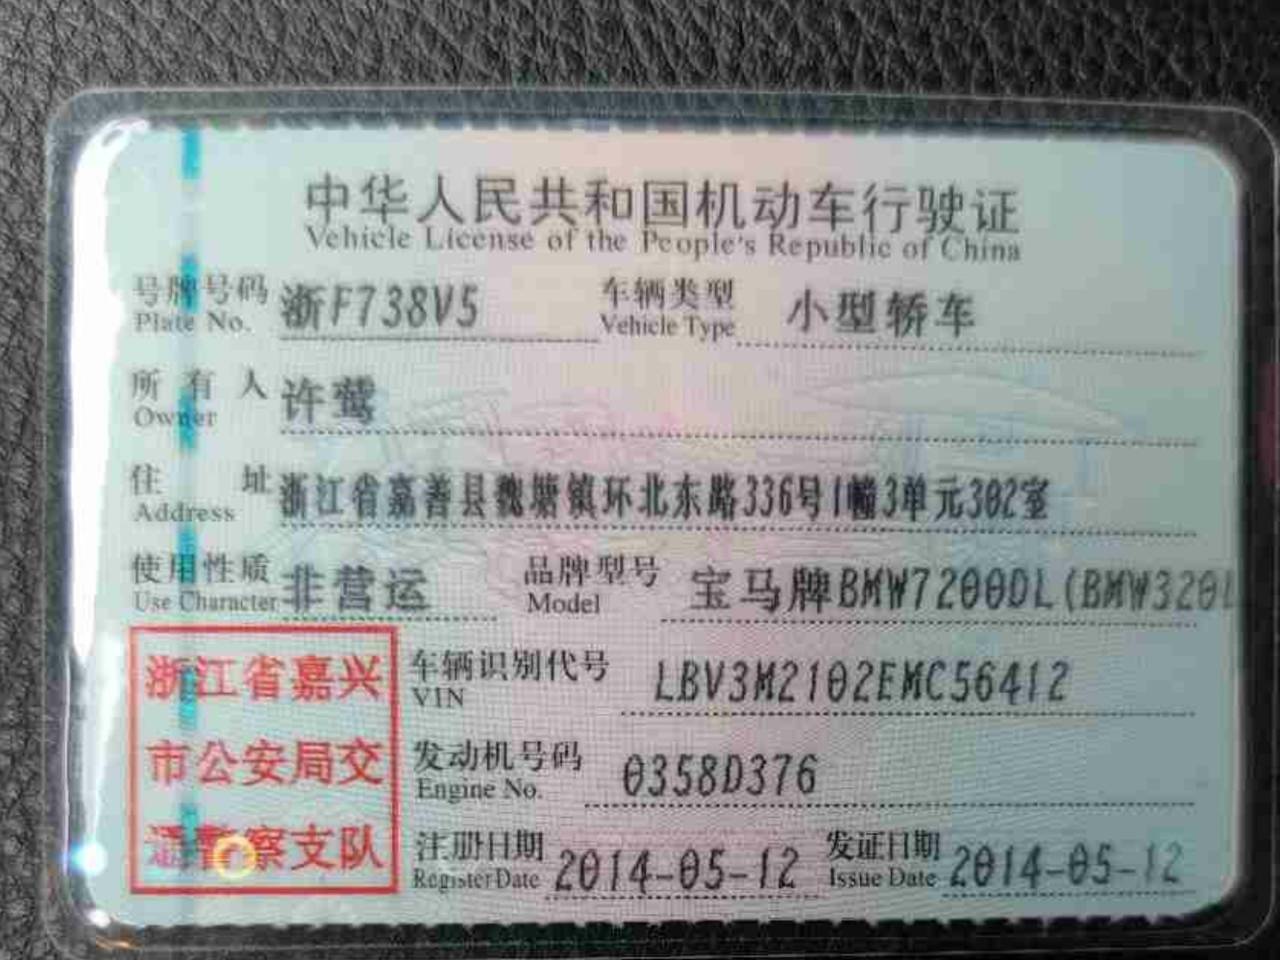 中华人民共和国机动车行驶证
Vehicle License of the People's Republic of China
号牌号码 浙F738V5 车辆类型 小型轿车
Plate No. Vehicle Type
所有人 许莺
Owner
住址 浙江省嘉善县魏塘镇环北东路336号1幢3单元302室
Address
使用性质 非营运 品牌型号 宝马牌BMW7200DL(BMW320L
Use Character Model
浙江省嘉兴
市公安局交
通警察支队
车辆识别代号 LBV3M2102EMC56412
VIN
发动机号码 0358D376
Engine No.
注册日期 2014-05-12 发证日期 2014-05-12
Register Date Issue Date